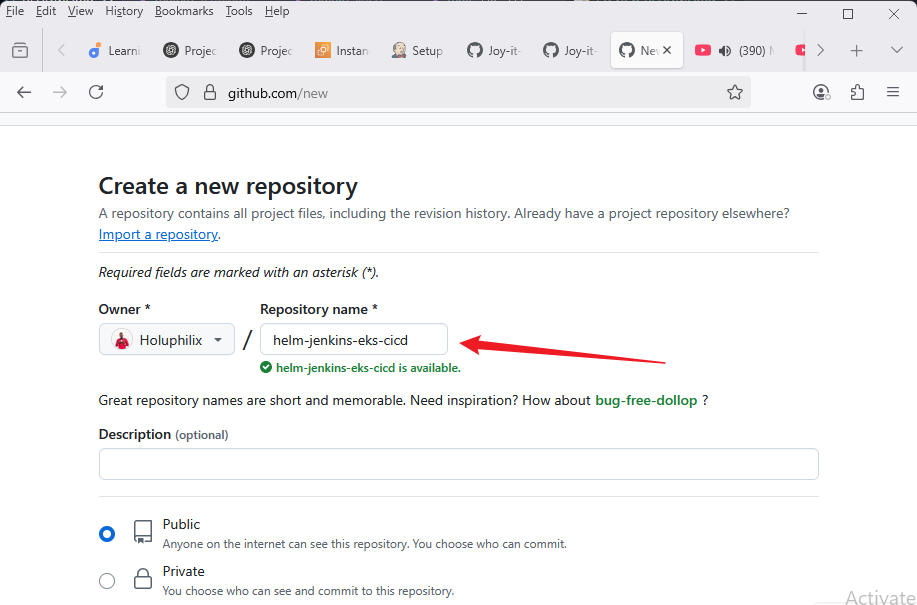 File Edit View History Bookmarks Tools Help
Learni Projec Projec Instan Setup Joy-it- Joy-it- Nev (390)
github.com/new
Create a new repository
A repository contains all project files, including the revision history. Already have a project repository elsewhere?
Import a repository.
Required fields are marked with an asterisk (*).
Owner * Repository name *
Holuphilix / helm-jenkins-eks-cicd
helm-jenkins-eks-cicd is available.
Great repository names are short and memorable. Need inspiration? How about bug-free-dollop ?
Description (optional)
Public
Anyone on the internet can see this repository. You choose who can commit.
Private
You choose who can see and commit to this repository.
Activate